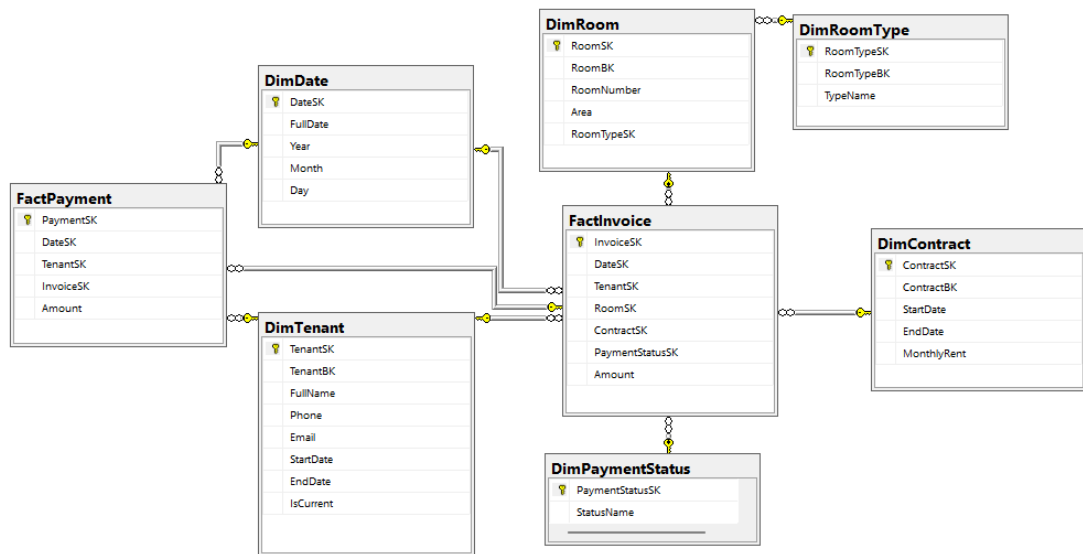 DimRoom
RoomSK
RoomBK
RoomNumber
Area
RoomTypeSK
DimRoomType
RoomTypeSK
RoomTypeBK
TypeName
DimDate
DateSK
FullDate
Year
Month
Day
FactPayment
PaymentSK
DateSK
TenantSK
InvoiceSK
Amount
FactInvoice
InvoiceSK
DateSK
TenantSK
RoomSK
ContractSK
PaymentStatusSK
Amount
DimContract
ContractSK
ContractBK
StartDate
EndDate
MonthlyRent
DimTenant
TenantSK
TenantBK
FullName
Phone
Email
StartDate
EndDate
IsCurrent
DimPaymentStatus
PaymentStatusSK
StatusName